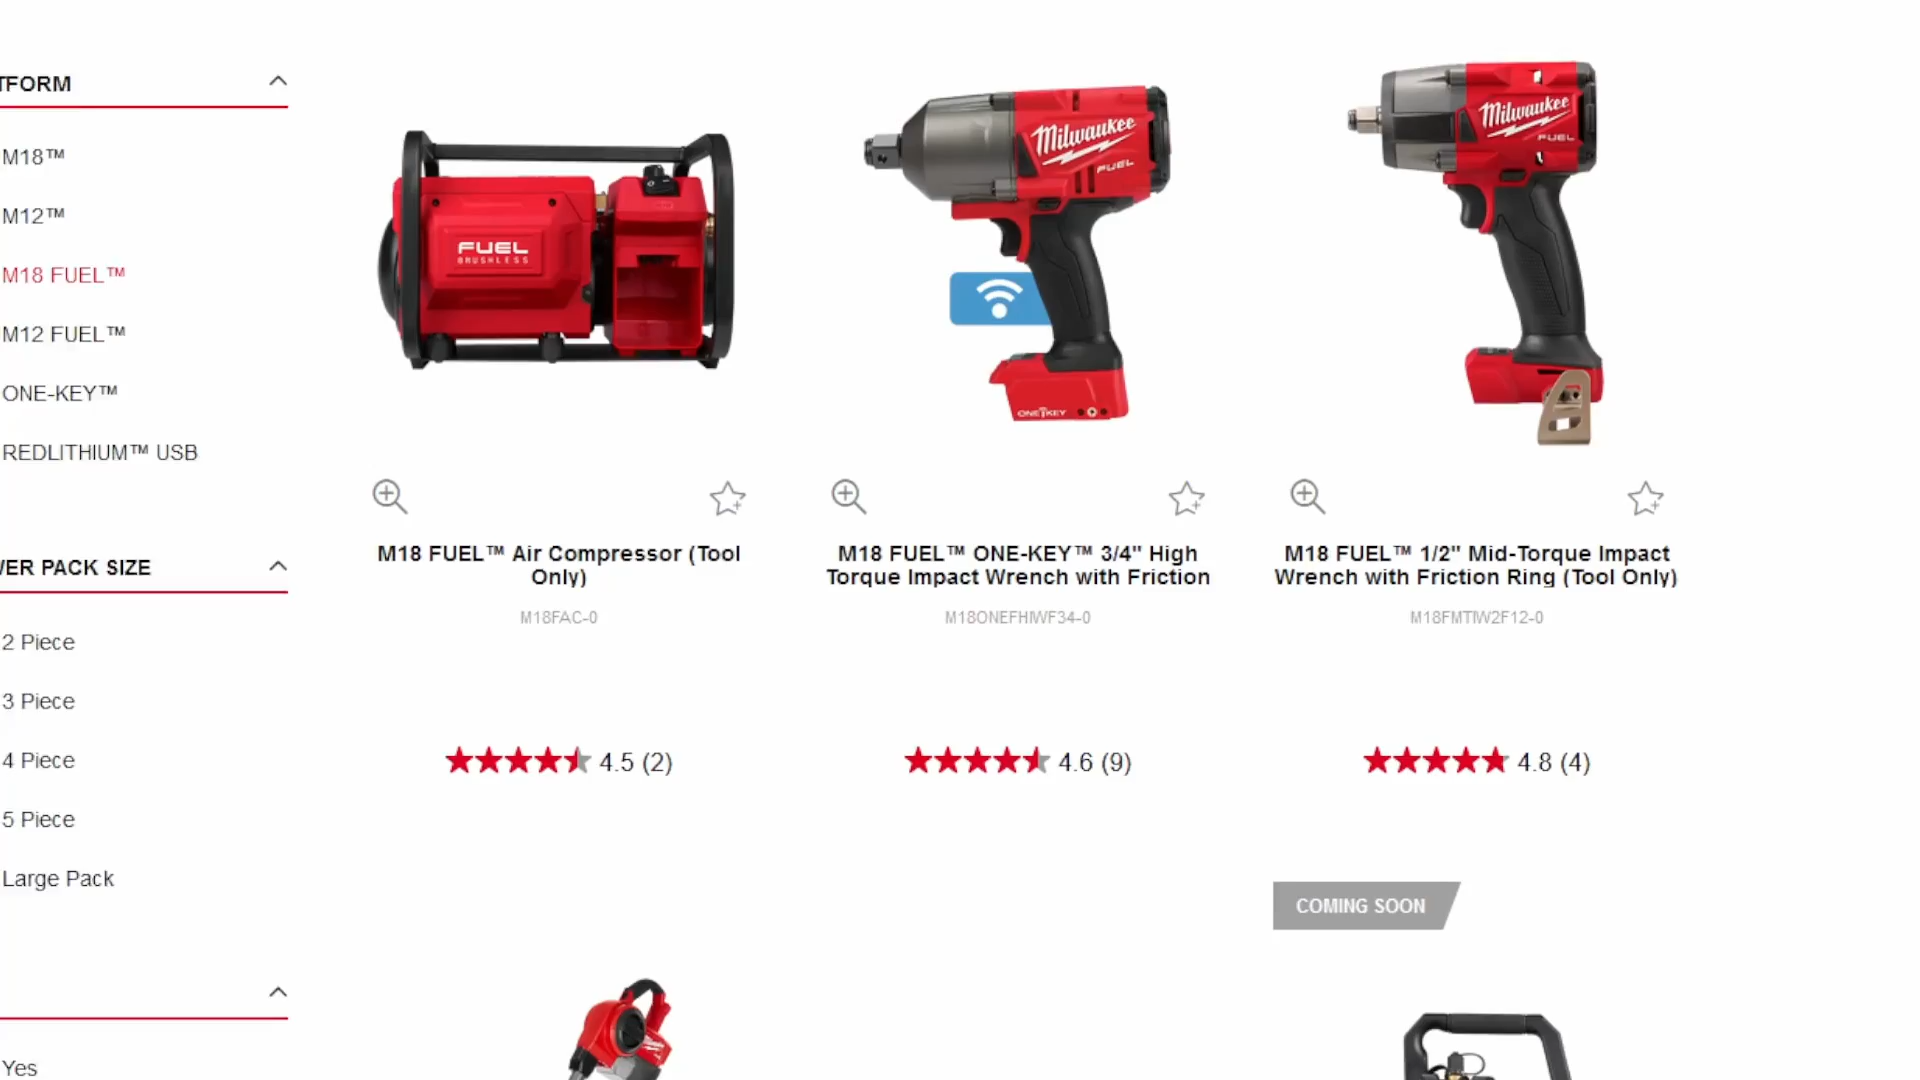 TFORM
M18™
M12™
M18 FUEL™
M12 FUEL™
ONE-KEY™
REDLITHIUM™ USB
VER PACK SIZE
2 Piece
3 Piece
4 Piece
5 Piece
Large Pack
Yes
FUEL
BRUSHLESS
Milwaukee
FUEL
ONE KEY
Milwaukee
FUEL
M18 FUEL™ Air Compressor (Tool
Only)
M18FAC-0
4.5 (2)
M18 FUEL™ ONE-KEY™ 3/4" High
Torque Impact Wrench with Friction
M18ONEFHIWF34-0
4.6 (9)
M18 FUEL™ 1/2" Mid-Torque Impact
Wrench with Friction Ring (Tool Only)
M18FMTIW2F12-0
4.8 (4)
COMING SOON